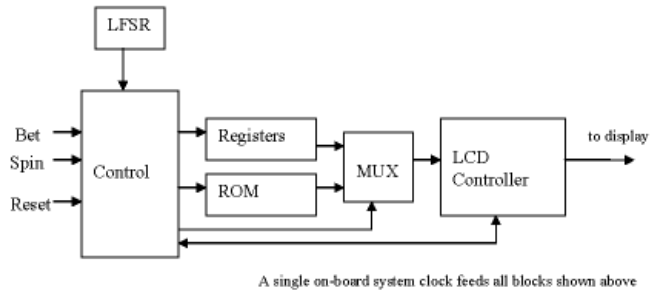 LFSR
Bet
Spin
Reset
Control
Registers
ROM
MUX
LCD
Controller
to display
A single on-board system clock feeds all blocks shown above